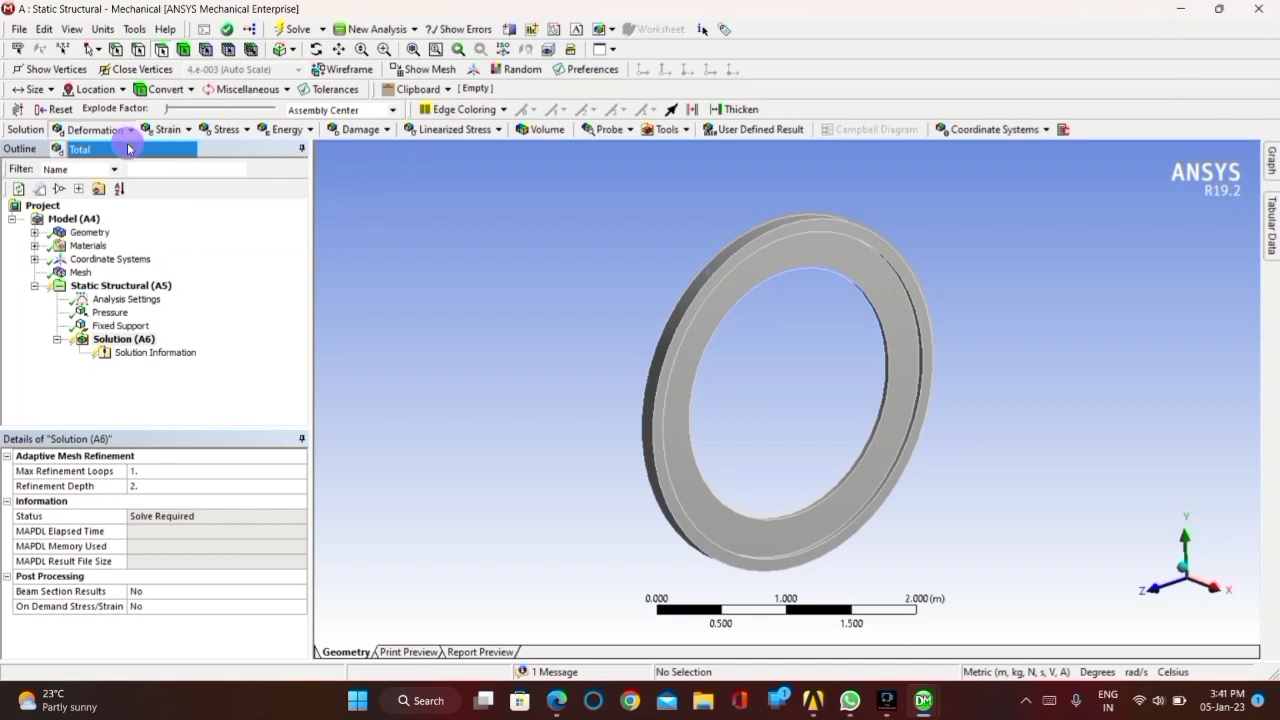 A : Static Structural - Mechanical [ANSYS Mechanical Enterprise]
File Edit View Units Tools Help Solve New Analysis ?/ Show Errors Worksheet
Show Vertices Close Vertices 4.e-003 (Auto Scale) Wireframe Show Mesh Random Preferences
Size Location Convert Miscellaneous Tolerances Clipboard [ Empty ]
Reset Explode Factor: Assembly Center Edge Coloring Thicken
Solution Deformation Strain Stress Energy Damage Linearized Stress Volume Probe Tools User Defined Result Campbell Diagram Coordinate Systems
Outline Total
Filter: Name
Project
Model (A4)
Geometry
Materials
Coordinate Systems
Mesh
Static Structural (A5)
Analysis Settings
Pressure
Fixed Support
Solution (A6)
Solution Information
Details of "Solution (A6)"
Adaptive Mesh Refinement
Max Refinement Loops 1.
Refinement Depth 2.
Information
Status Solve Required
MAPDL Elapsed Time
MAPDL Memory Used
MAPDL Result File Size
Post Processing
Beam Section Results No
On Demand Stress/Strain No
ANSYS
R19.2
Graph
Tabular Data
Y
Z
X
0.000 1.000 2.000 (m)
0.500 1.500
Geometry Print Preview Report Preview
1 Message No Selection Metric (m, kg, N, s, V, A) Degrees rad/s Celsius
23°C
Partly sunny
Search
1
DM
ENG
IN
3:41 PM
05-Jan-23